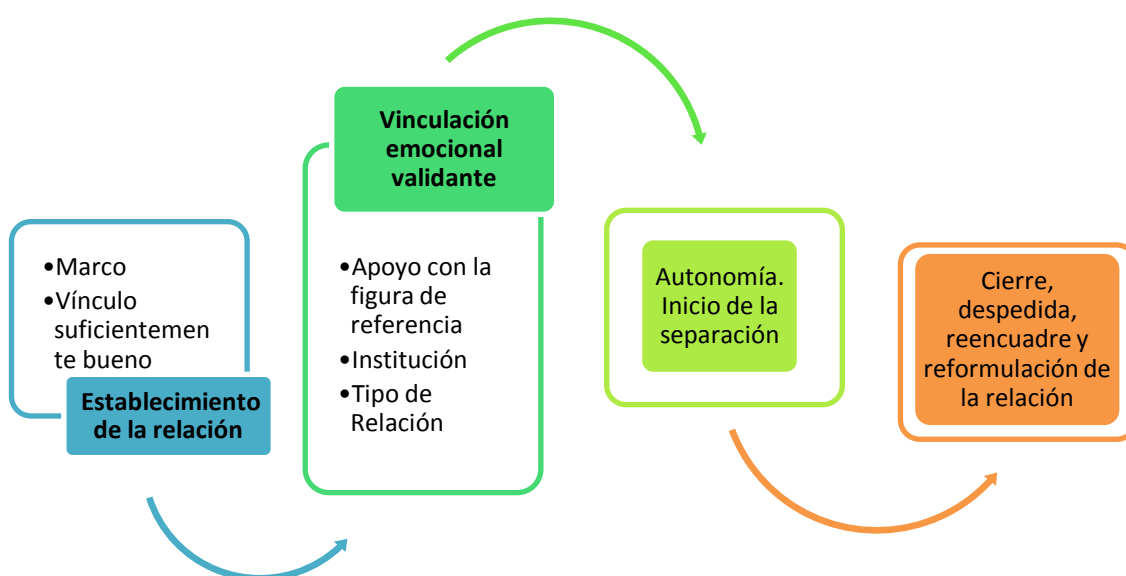 •Marco
•Vínculo
suficientemen
te bueno
Establecimiento
de la relación
Vinculación
emocional
validante
•Apoyo con la
figura de
referencia
•Institución
•Tipo de
Relación
Autonomía.
Inicio de la
separación
Cierre,
despedida,
reencuadre y
reformulación de
la relación